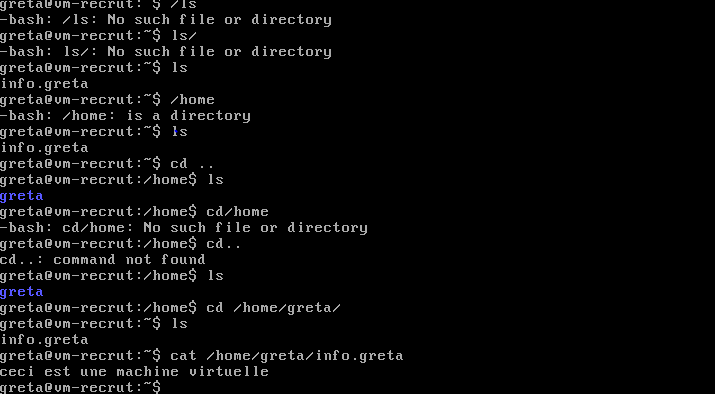 greta@vm-recrut:~$ /ls
-bash: /ls: No such file or directory
greta@vm-recrut:~$ ls/
-bash: ls/: No such file or directory
greta@vm-recrut:~$ ls
info.greta
greta@vm-recrut:~$ /home
-bash: /home: is a directory
greta@vm-recrut:~$ ls
info.greta
greta@vm-recrut:~$ cd ..
greta@vm-recrut:/home$ ls
greta
greta@vm-recrut:/home$ cd/home
-bash: cd/home: No such file or directory
greta@vm-recrut:/home$ cd..
cd..: command not found
greta@vm-recrut:/home$ ls
greta
greta@vm-recrut:/home$ cd /home/greta/
greta@vm-recrut:~$ ls
info.greta
greta@vm-recrut:~$ cat /home/greta/info.greta
ceci est une machine virtuelle
greta@vm-recrut:~$